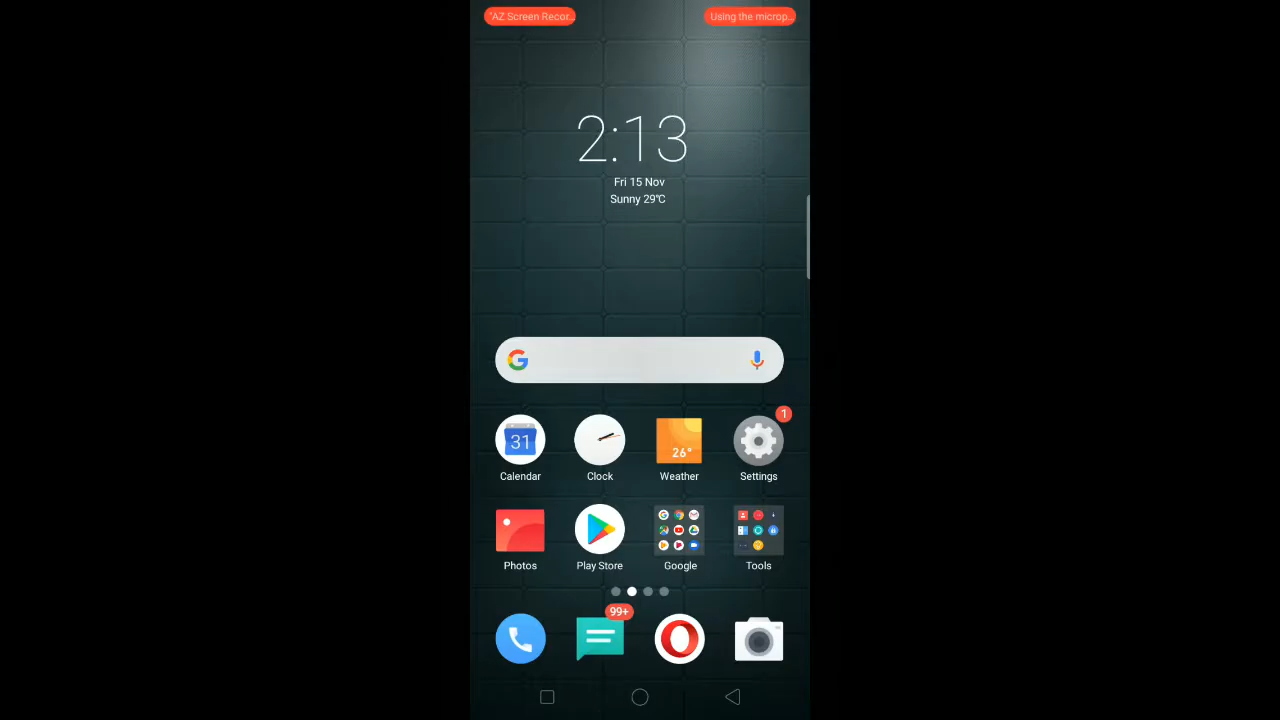 'AZ Screen Recor..
Using the microp..
2:13
Fri 15 Nov
Sunny 29℃
31
26°
1
Calendar
Clock
Weather
Settings
Photos
Play Store
Google
Tools
99+